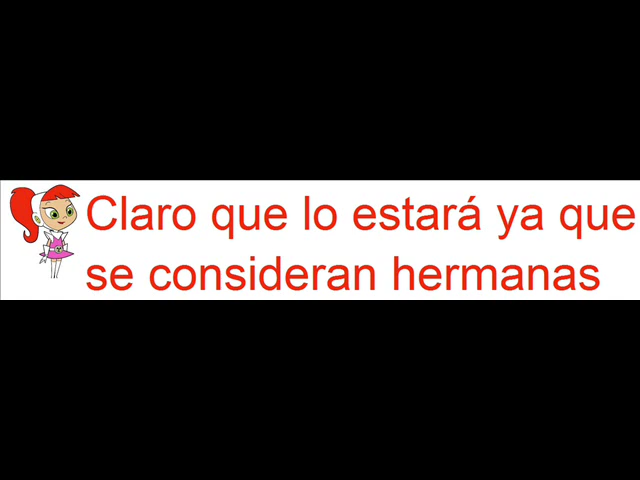 Claro que lo estará ya que
se consideran hermanas